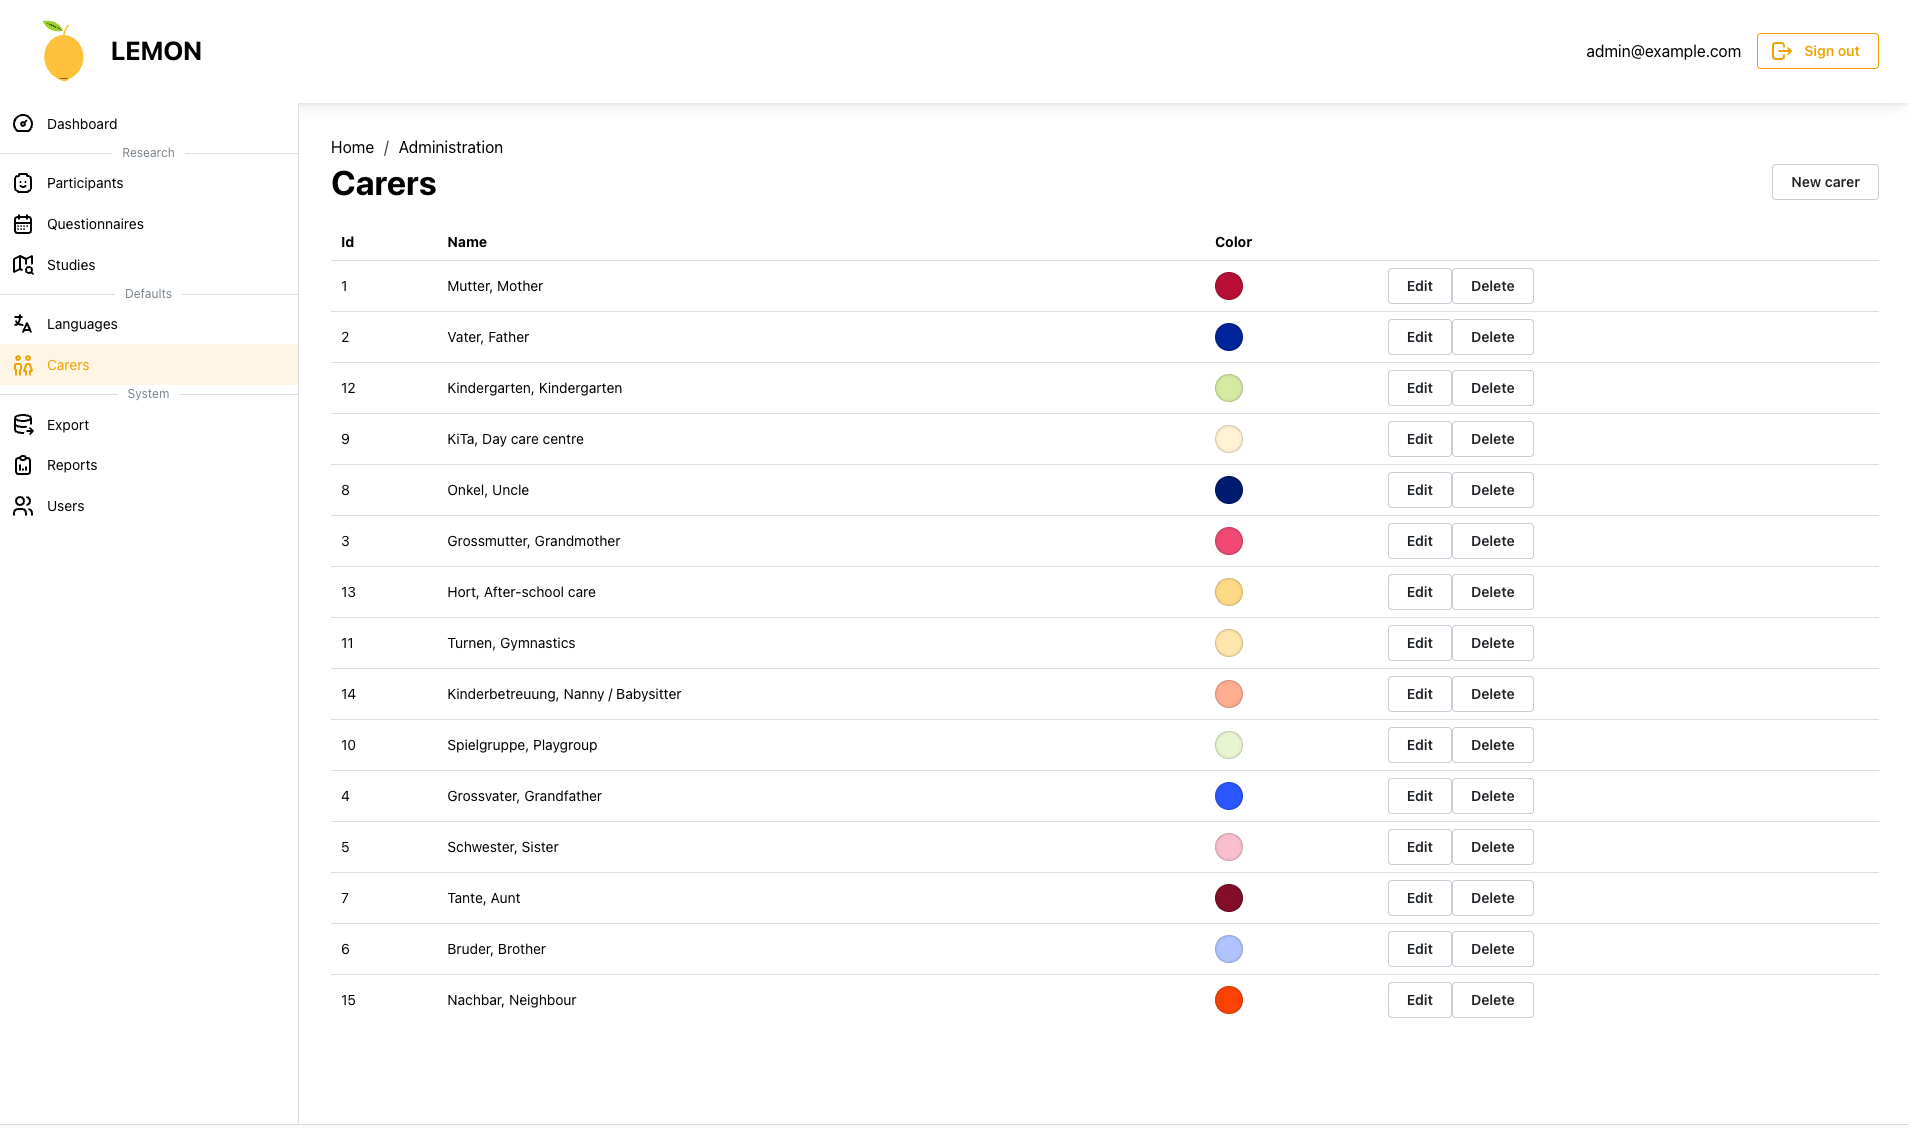 LEMON
admin@example.com
Sign out
Dashboard
Research
Participants
Questionnaires
Studies
Defaults
Languages
Carers
System
Export
Reports
Users
Home / Administration
Carers
New carer
Id Name Color
1 Mutter, Mother Edit Delete
2 Vater, Father Edit Delete
12 Kindergarten, Kindergarten Edit Delete
9 KiTa, Day care centre Edit Delete
8 Onkel, Uncle Edit Delete
3 Grossmutter, Grandmother Edit Delete
13 Hort, After-school care Edit Delete
11 Turnen, Gymnastics Edit Delete
14 Kinderbetreuung, Nanny / Babysitter Edit Delete
10 Spielgruppe, Playgroup Edit Delete
4 Grossvater, Grandfather Edit Delete
5 Schwester, Sister Edit Delete
7 Tante, Aunt Edit Delete
6 Bruder, Brother Edit Delete
15 Nachbar, Neighbour Edit Delete